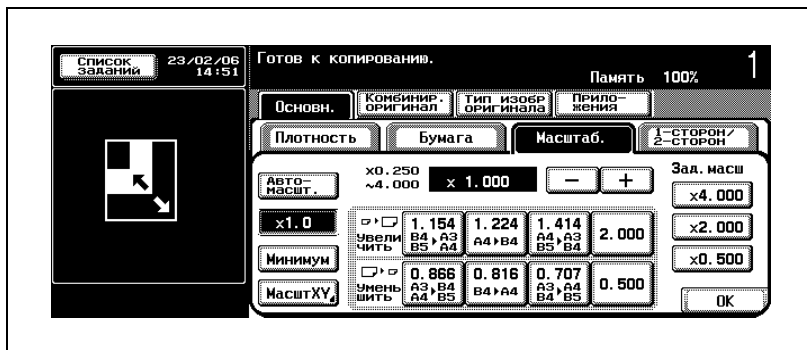 Список заданий
23/02/06
14:51
Готов к копированию.
Память 100% 1
Основн.
Комбинир. оригинал
Тип изобр оригинала
Прило-
жения
Плотность
Бумага
Масштаб.
1-сторон/
2-сторон
Авто-
масшт.
x0.250
~4.000
x 1.000
− +
Зад. масш
x4.000
x1.0
Увели
чить
1.154
B4▸A3
B5▸A4
1.224
A4▸B4
1.414
A4▸A3
B5▸B4
2.000
x2.000
Минимум
Умень
шить
0.866
A3▸B4
A4▸B5
0.816
B4▸A4
0.707
A3▸A4
B4▸B5
0.500
x0.500
МасштXY
OK